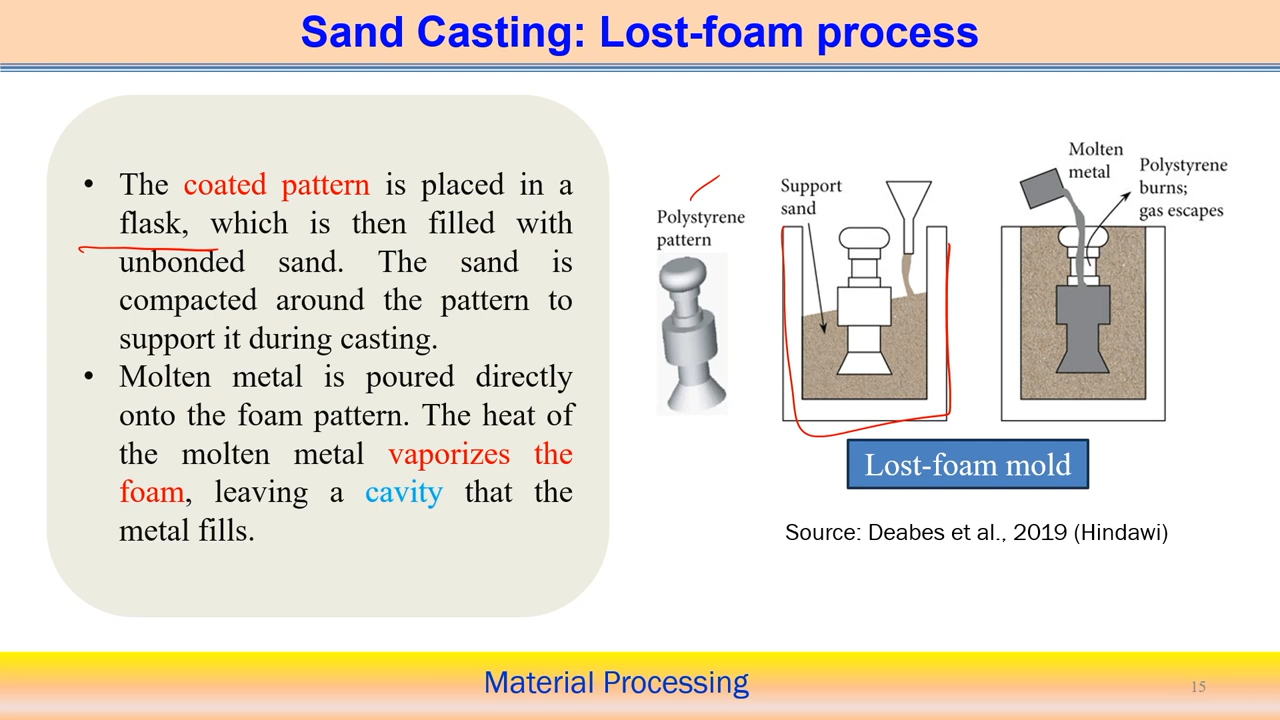 Sand Casting: Lost-foam process
• The coated pattern is placed in a
flask, which is then filled with
unbonded sand. The sand is
compacted around the pattern to
support it during casting.
• Molten metal is poured directly
onto the foam pattern. The heat of
the molten metal vaporizes the
foam, leaving a cavity that the
metal fills.
Polystyrene
pattern
Support
sand
Molten
metal
Polystyrene
burns;
gas escapes
Lost-foam mold
Source: Deabes et al., 2019 (Hindawi)
Material Processing
15